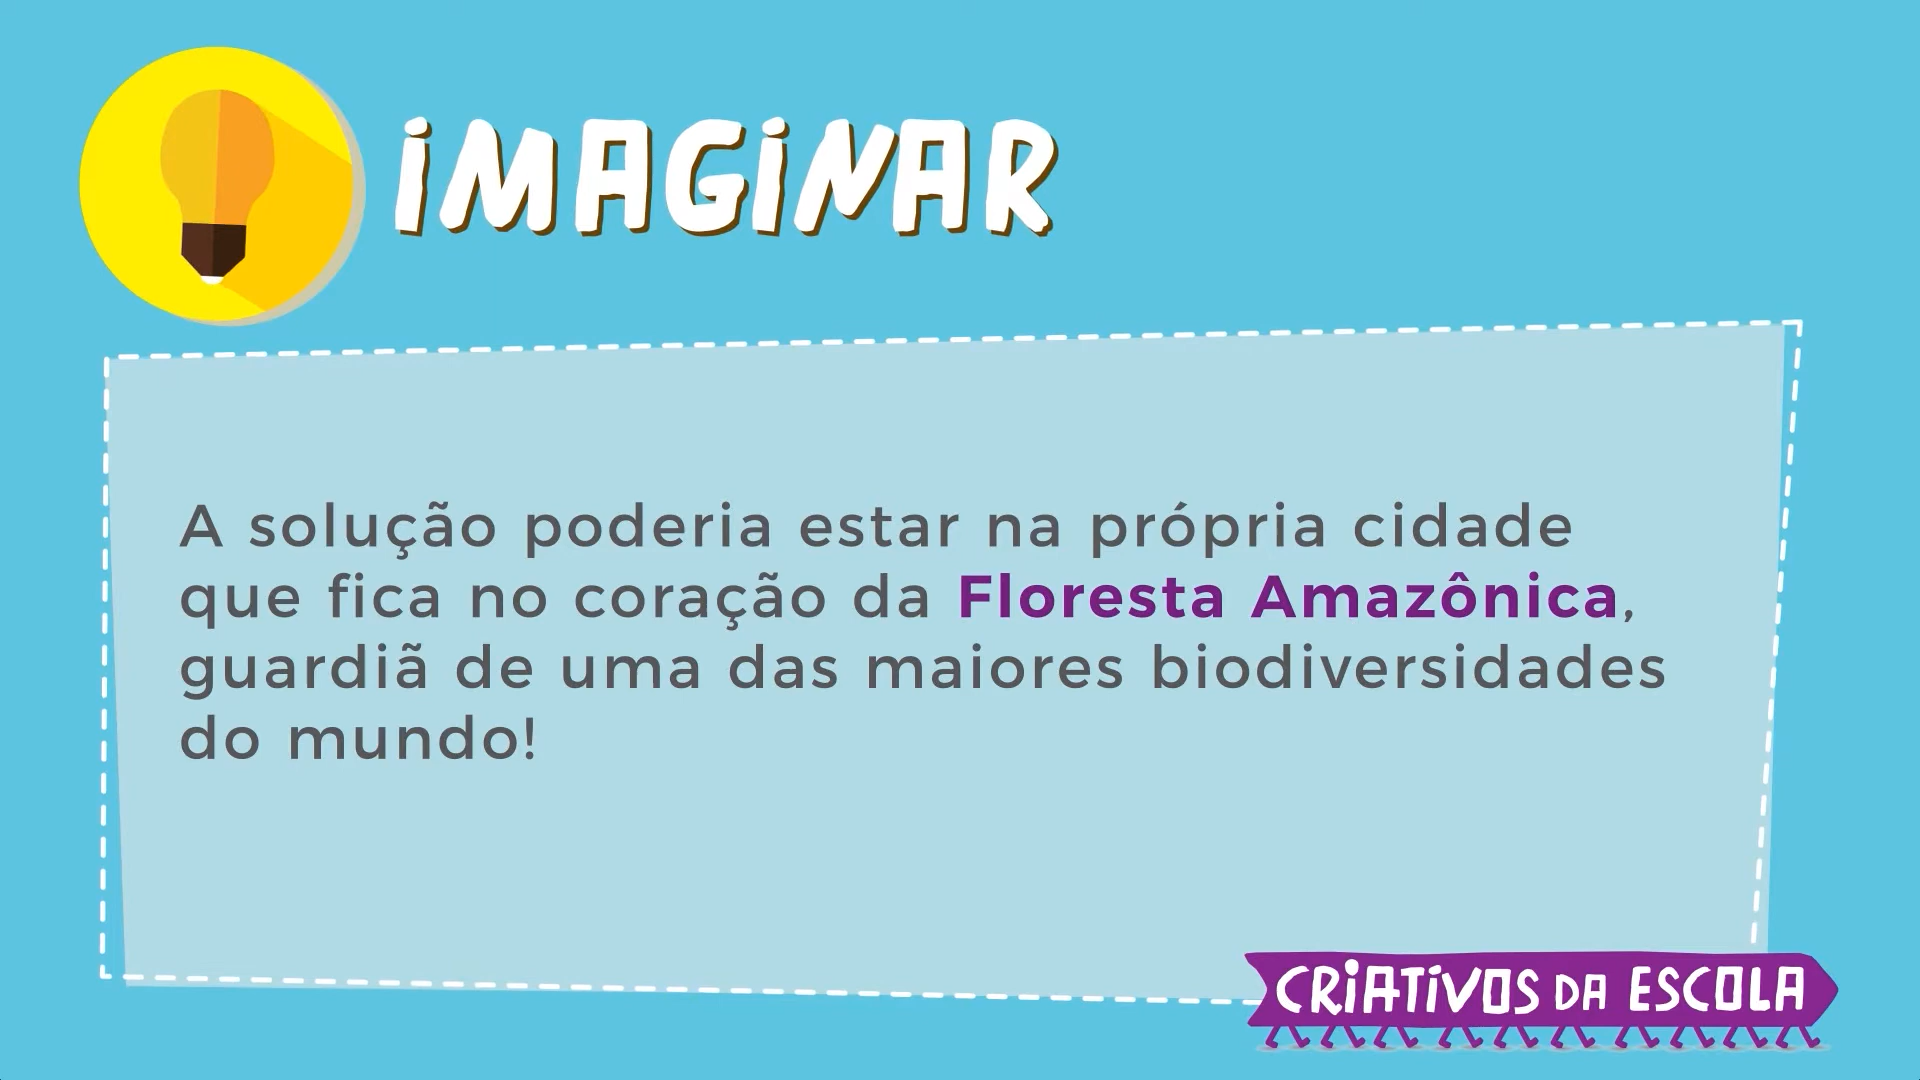 iMAGiNAR
A solução poderia estar na própria cidade
que fica no coração da Floresta Amazônica,
guardiã de uma das maiores biodiversidades
do mundo!
CRiATiVOS DA ESCOLA